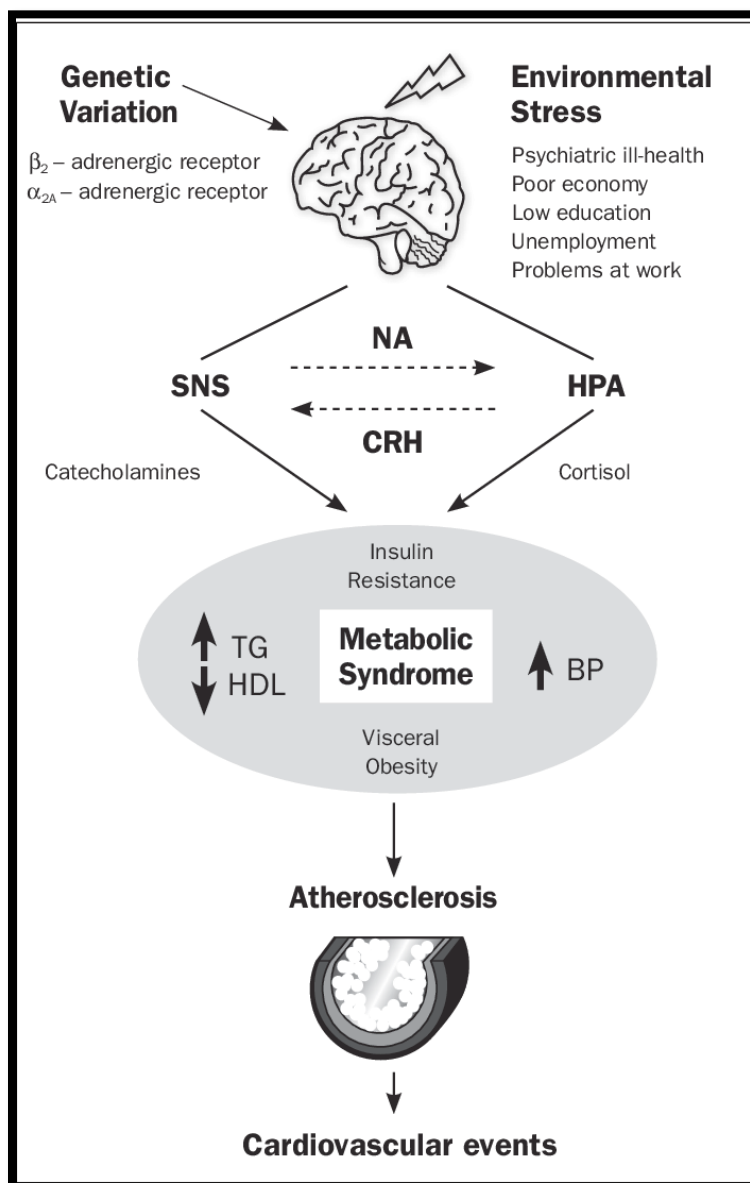 Genetic
Variation
β₂ – adrenergic receptor
α₂A – adrenergic receptor
Environmental
Stress
Psychiatric ill-health
Poor economy
Low education
Unemployment
Problems at work
NA
SNS
HPA
CRH
Catecholamines
Cortisol
Insulin
Resistance
TG
HDL
Metabolic
Syndrome
BP
Visceral
Obesity
Atherosclerosis
Cardiovascular events